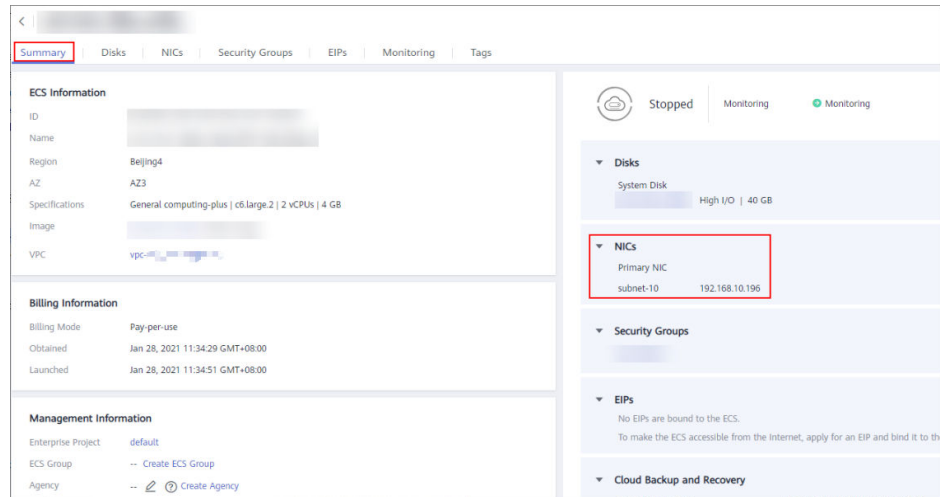 Summary Disks NICs Security Groups EIPs Monitoring Tags
ECS Information
ID
Name
Region Beijing4
AZ AZ3
Specifications General computing-plus | c6.large.2 | 2 vCPUs | 4 GB
Image
VPC vpc-
Billing Information
Billing Mode Pay-per-use
Obtained Jan 28, 2021 11:34:29 GMT+08:00
Launched Jan 28, 2021 11:34:51 GMT+08:00
Management Information
Enterprise Project default
ECS Group -- Create ECS Group
Agency -- Create Agency
Stopped Monitoring Monitoring
Disks
System Disk
High I/O | 40 GB
NICs
Primary NIC
subnet-10 192.168.10.196
Security Groups
EIPs
No EIPs are bound to the ECS.
To make the ECS accessible from the Internet, apply for an EIP and bind it to the
Cloud Backup and Recovery